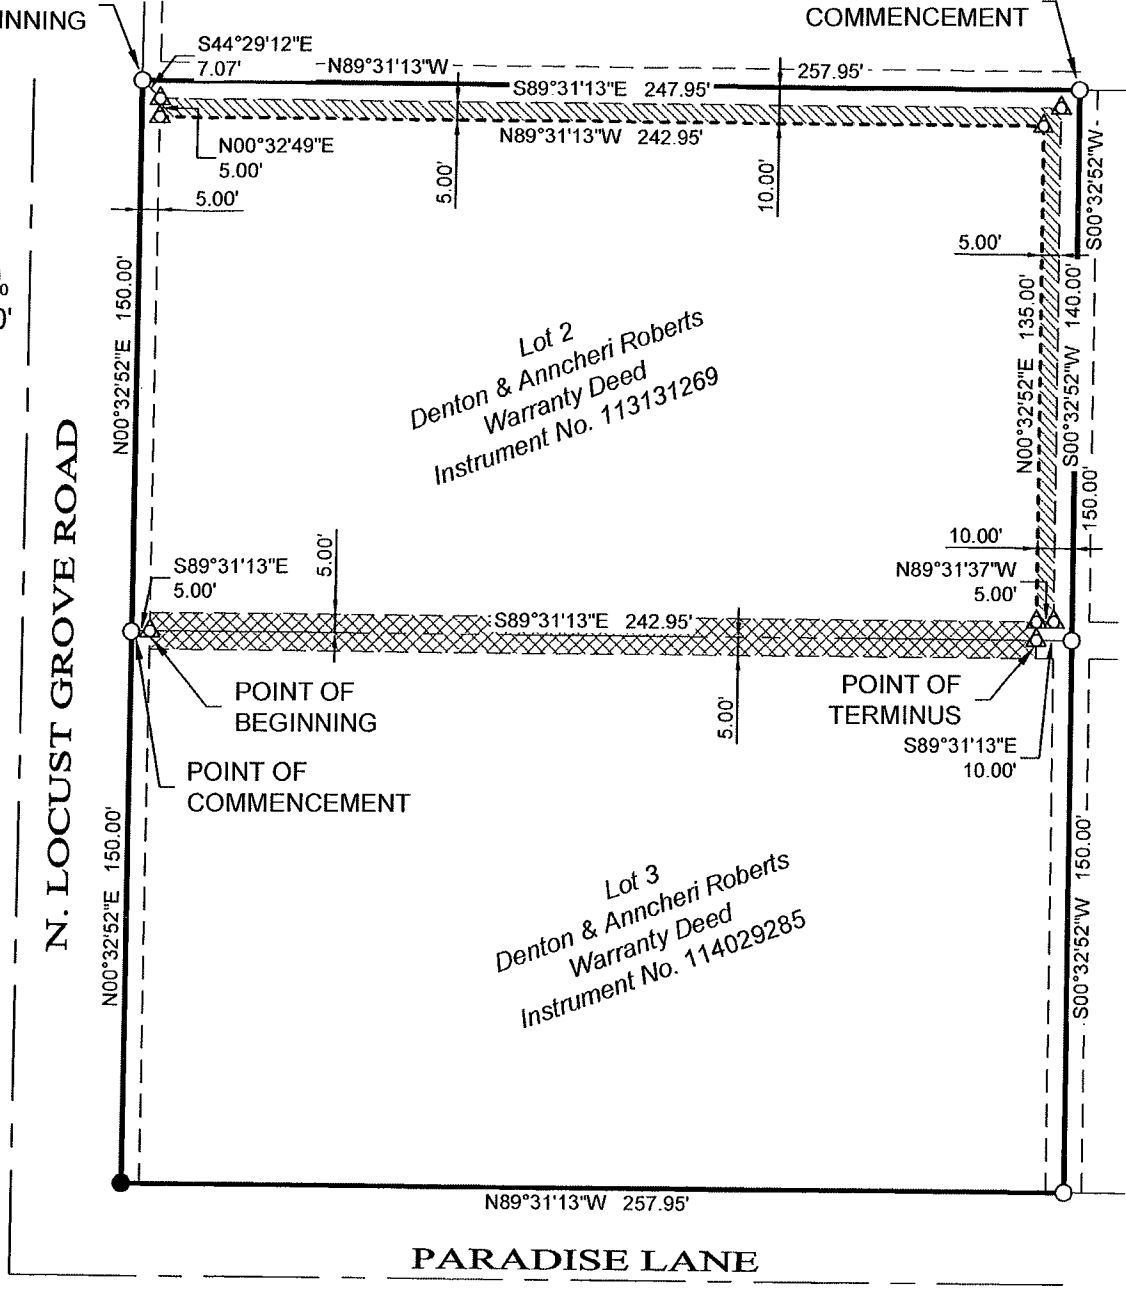 INNING
COMMENCEMENT
S44°29'12"E
7.07'
N89°31'13"W 257.95'
S89°31'13"E 247.95'
N89°31'13"W 242.95'
N00°32'49"E
5.00'
5.00'
5.00'
10.00'
S00°32'52"W 150.00'
5.00'
N00°32'52"E 150.00'
0'
N00°32'52"E 135.00'
S00°32'52"W 140.00'
Lot 2
Denton & Anncheri Roberts
Warranty Deed
Instrument No. 113131269
N. LOCUST GROVE ROAD
10.00'
N89°31'37"W
5.00'
S89°31'13"E
5.00'
5.00'
S89°31'13"E 242.95'
POINT OF
BEGINNING
5.00'
POINT OF
TERMINUS
S89°31'13"E
10.00'
POINT OF
COMMENCEMENT
N00°32'52"E 150.00'
S00°32'52"W 150.00'
Lot 3
Denton & Anncheri Roberts
Warranty Deed
Instrument No. 114029285
N89°31'13"W 257.95'
PARADISE LANE